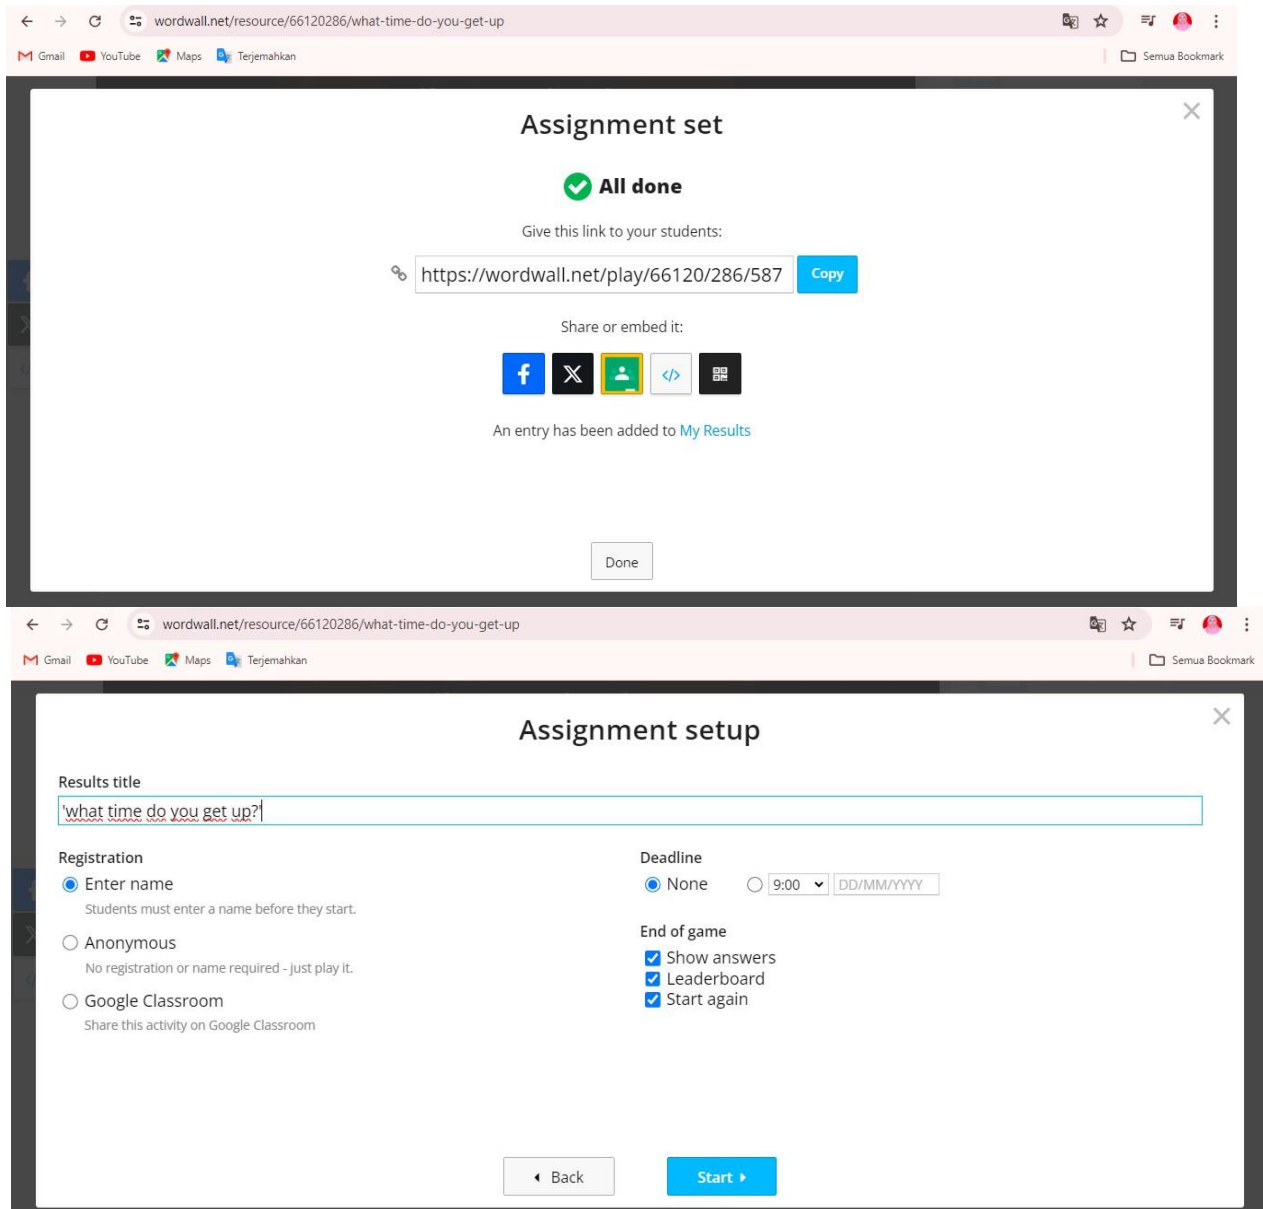 wordwall.net/resource/66120286/what-time-do-you-get-up
Gmail YouTube Maps Terjemahkan Semua Bookmark
Assignment set
All done
Give this link to your students:
https://wordwall.net/play/66120/286/587 Copy
Share or embed it:
An entry has been added to My Results
Done
wordwall.net/resource/66120286/what-time-do-you-get-up
Gmail YouTube Maps Terjemahkan Semua Bookmark
Assignment setup
Results title
'what time do you get up?'
Registration
Enter name
Students must enter a name before they start.
Anonymous
No registration or name required - just play it.
Google Classroom
Share this activity on Google Classroom
Deadline
None 9:00 DD/MM/YYYY
End of game
Show answers
Leaderboard
Start again
Back Start